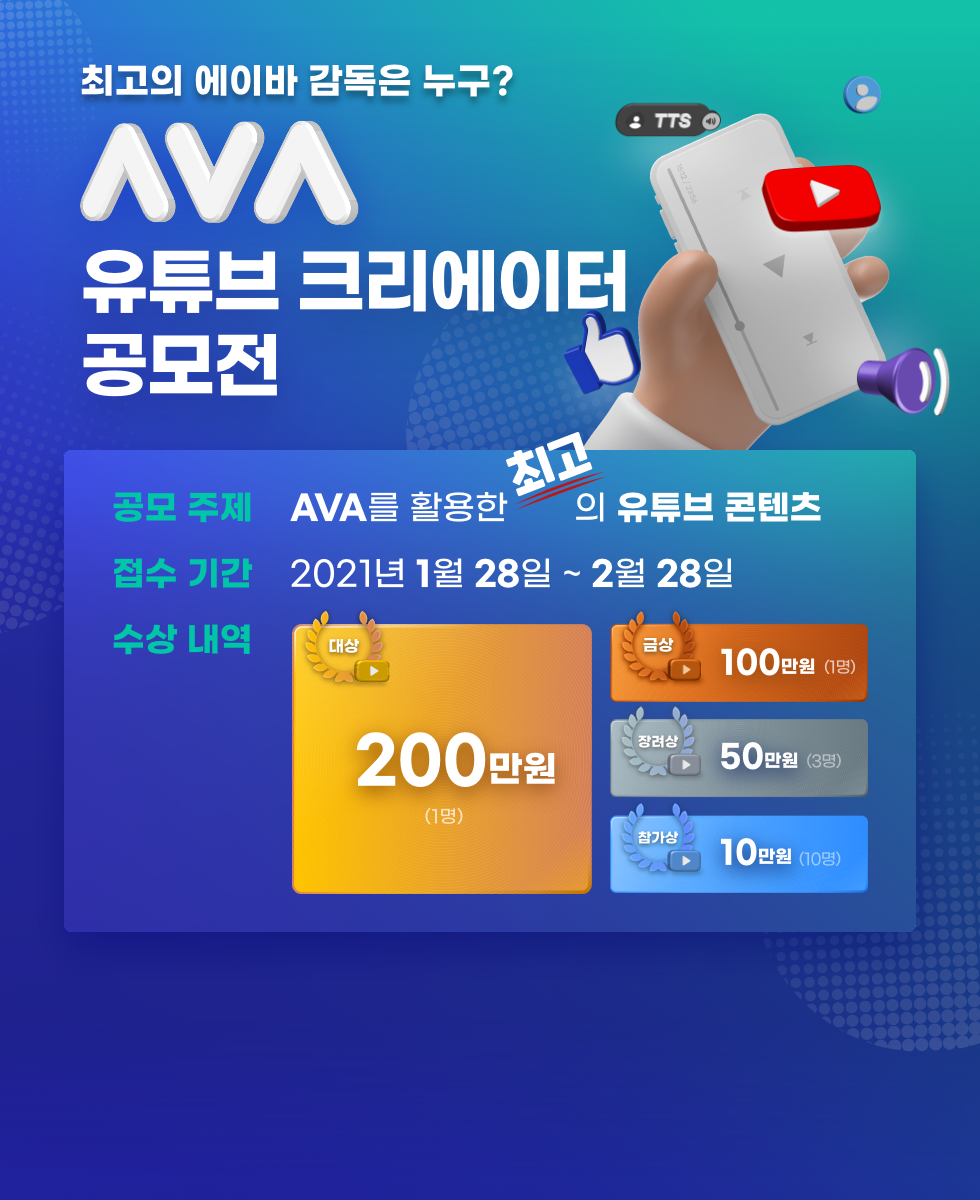 최고의 에이바 감독은 누구?
TTS
AVA
유튜브 크리에이터
공모전
공모 주제 AVA를 활용한 최고의 유튜브 콘텐츠
접수 기간 2021년 1월 28일 ~ 2월 28일
수상 내역
대상
200만원
(1명)
금상
100만원 (1명)
장려상
50만원 (3명)
참가상
10만원 (10명)